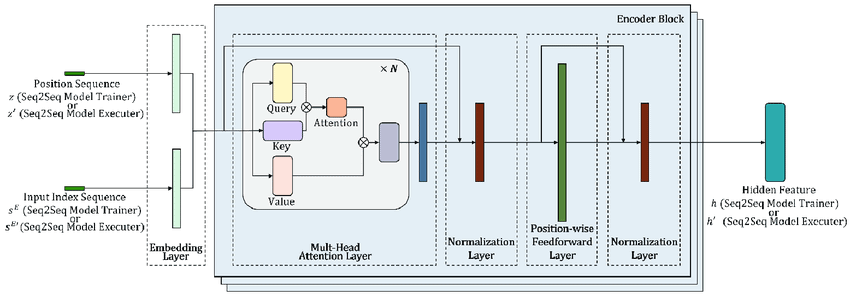 Encoder Block
× N
Position Sequence
z (Seq2Seq Model Trainer)
or
z′ (Seq2Seq Model Executer)
Query
Attention
Key
Value
Input Index Sequence
s^E (Seq2Seq Model Trainer)
or
s^E′(Seq2Seq Model Executer)
Embedding
Layer
Mult-Head
Attention Layer
Normalization
Layer
Position-wise
Feedforward
Layer
Normalization
Layer
Hidden Feature
h (Seq2Seq Model Trainer)
or
h′ (Seq2Seq Model Executer)